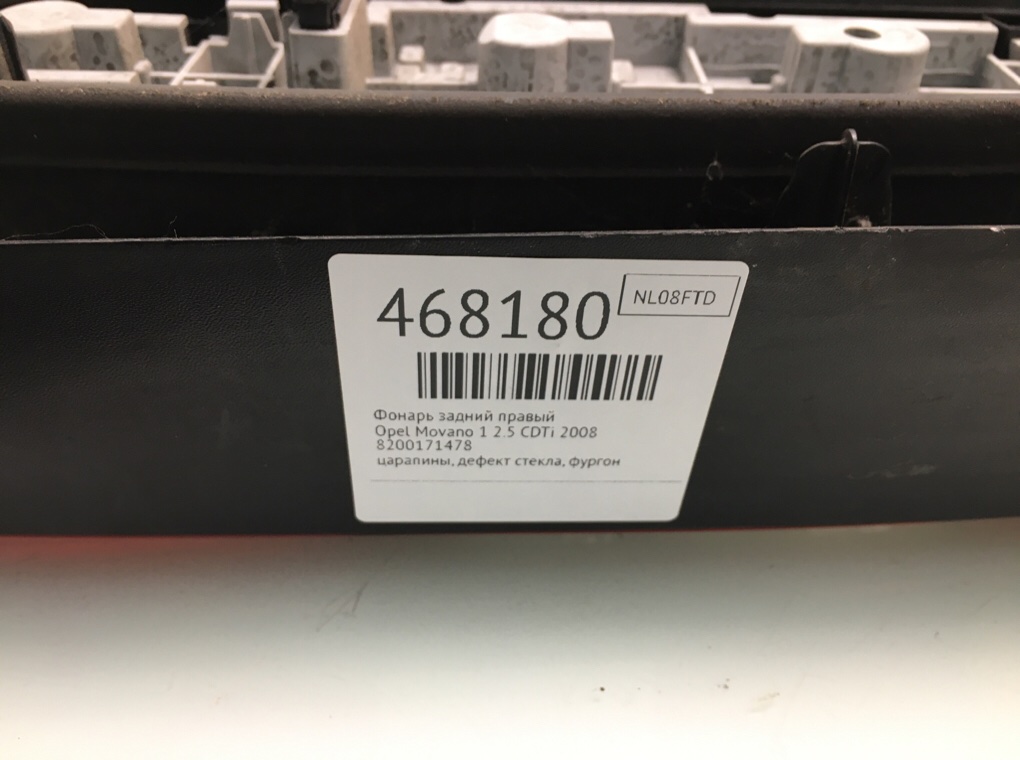 468180
NL08FTD
Фонарь задний правый
Opel Movano 1 2.5 CDTi 2008
8200171478
царапины, дефект стекла, фургон